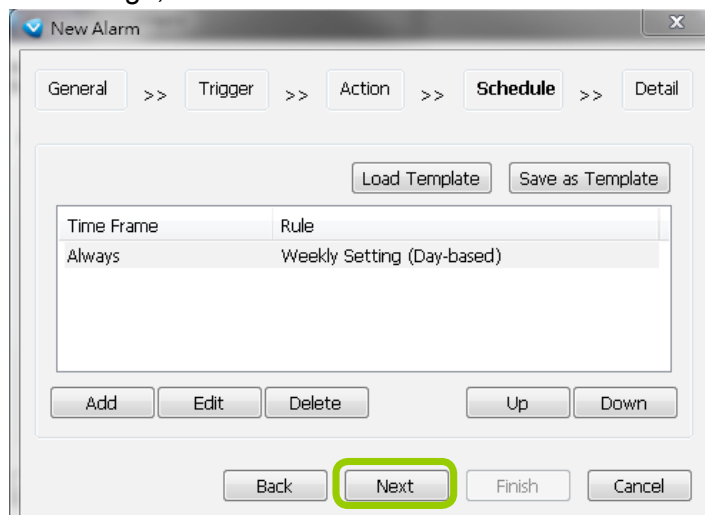 New Alarm x
General >> Trigger >> Action >> Schedule >> Detail
Load Template Save as Template
Time Frame Rule
Always Weekly Setting (Day-based)
Add Edit Delete Up Down
Back Next Finish Cancel